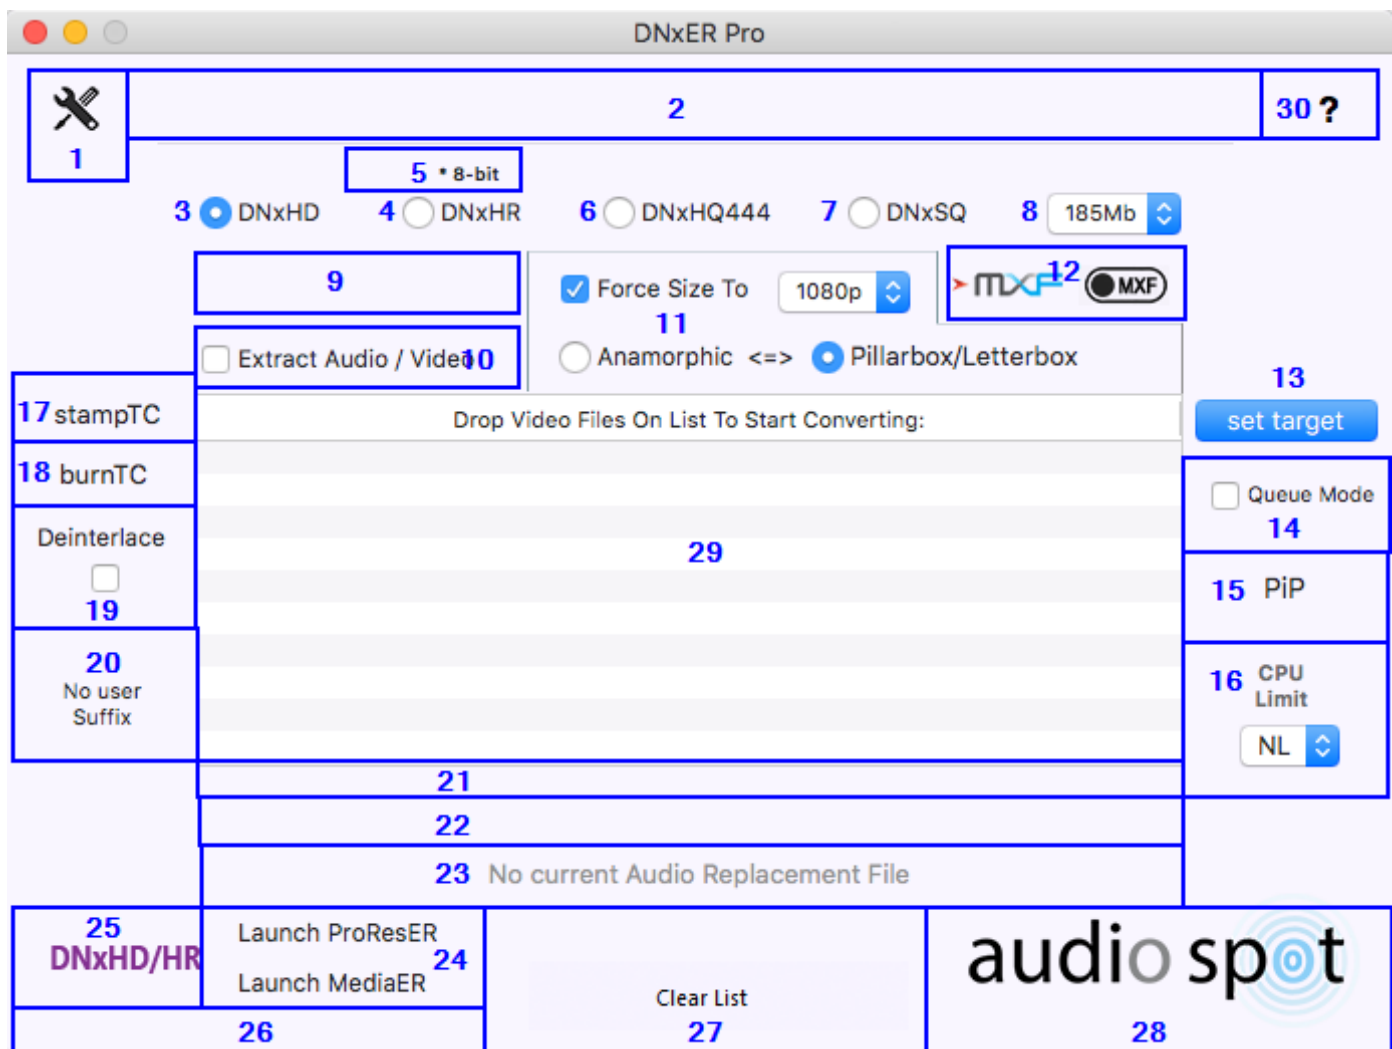 DNxER Pro
2
30 ?
1
5 * 8-bit
3 DNxHD 4 DNxHR 6 DNxHQ444 7 DNxSQ 8 185Mb
9
Force Size To 1080p
mxf 12 MXF
11
10 Extract Audio / Video
Anamorphic <=> Pillarbox/Letterbox
13
17 stampTC
Drop Video Files On List To Start Converting:
set target
18 burnTC
Queue Mode
14
Deinterlace
19
29
15 PiP
20
No user
Suffix
16 CPU
Limit
NL
21
22
23 No current Audio Replacement File
25
DNxHD/HR
Launch ProResER
24
Launch MediaER
Clear List
audio spot
26
27
28